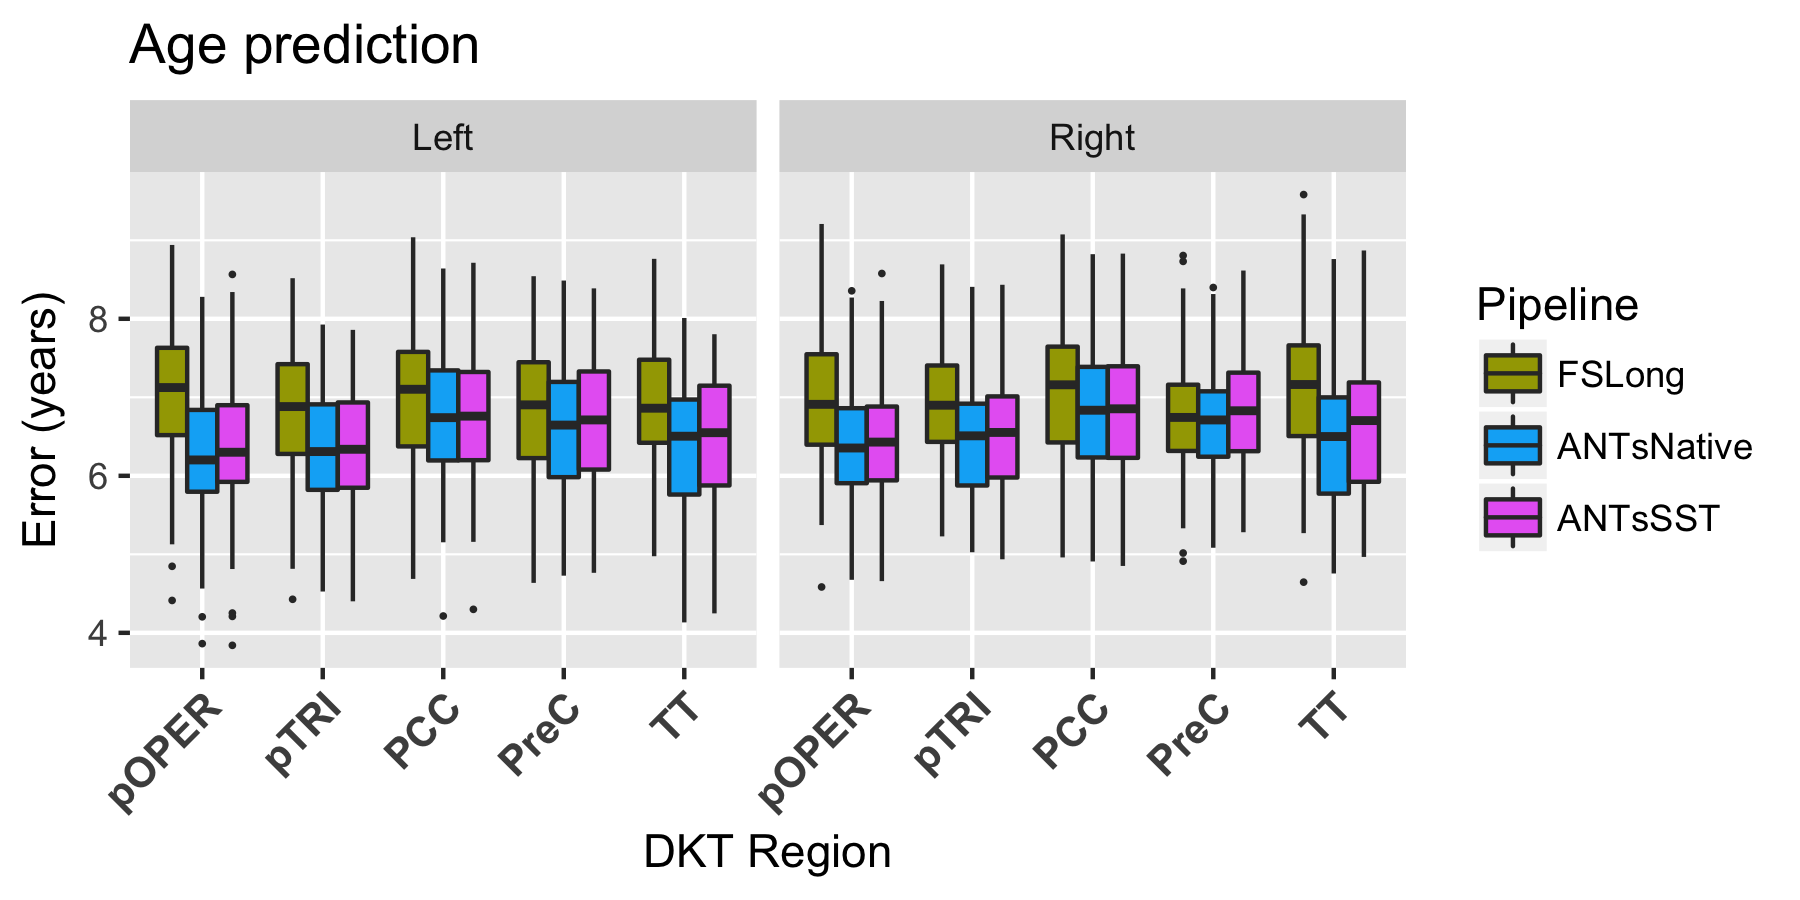 Age prediction
Left
Right
Error (years)
8
6
4
pOPER
pTRI
PCC
PreC
TT
pOPER
pTRI
PCC
PreC
TT
DKT Region
Pipeline
FSLong
ANTsNative
ANTsSST